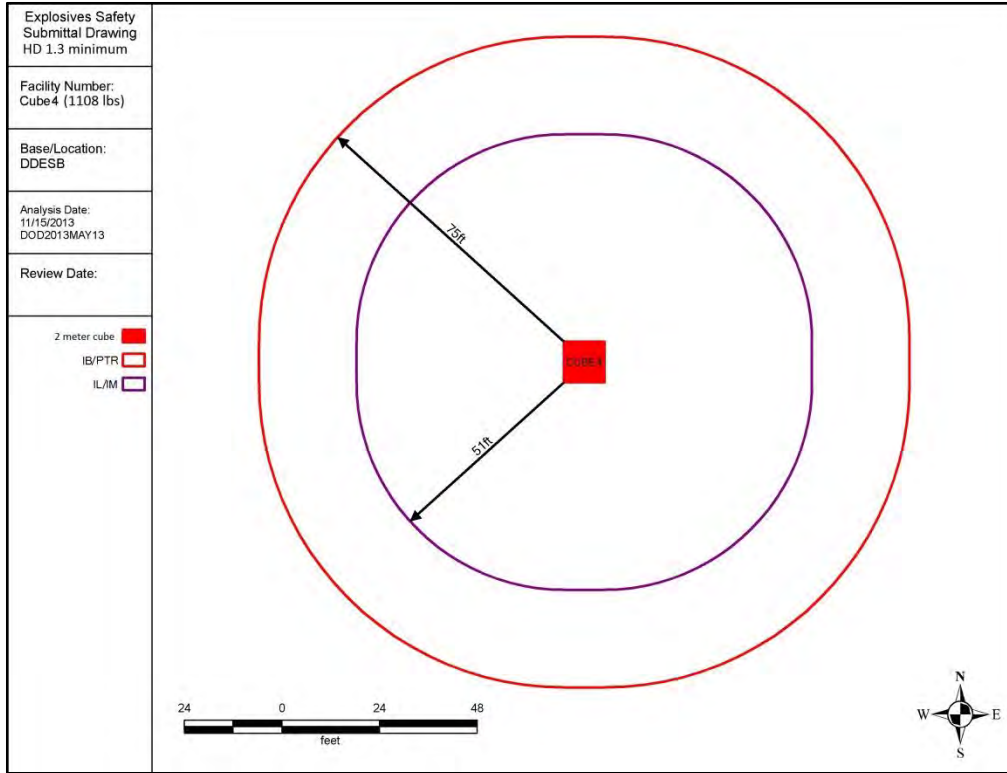 Explosives Safety
Submittal Drawing
HD 1.3 minimum
Facility Number:
Cube4 (1108 lbs)
Base/Location:
DDESB
Analysis Date:
11/15/2013
DOD2013MAY13
Review Date:
2 meter cube
IB/PTR
IL/IM
75ft
CUBE4
51ft
24 0 24 48
feet
N
W E
S